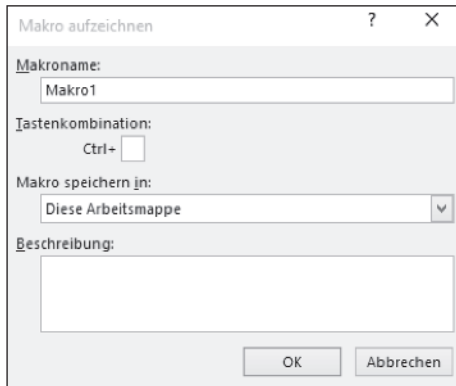 Makro aufzeichnen ? X
Makroname:
Makro1
Tastenkombination:
Ctrl+
Makro speichern in:
Diese Arbeitsmappe
Beschreibung:
OK Abbrechen